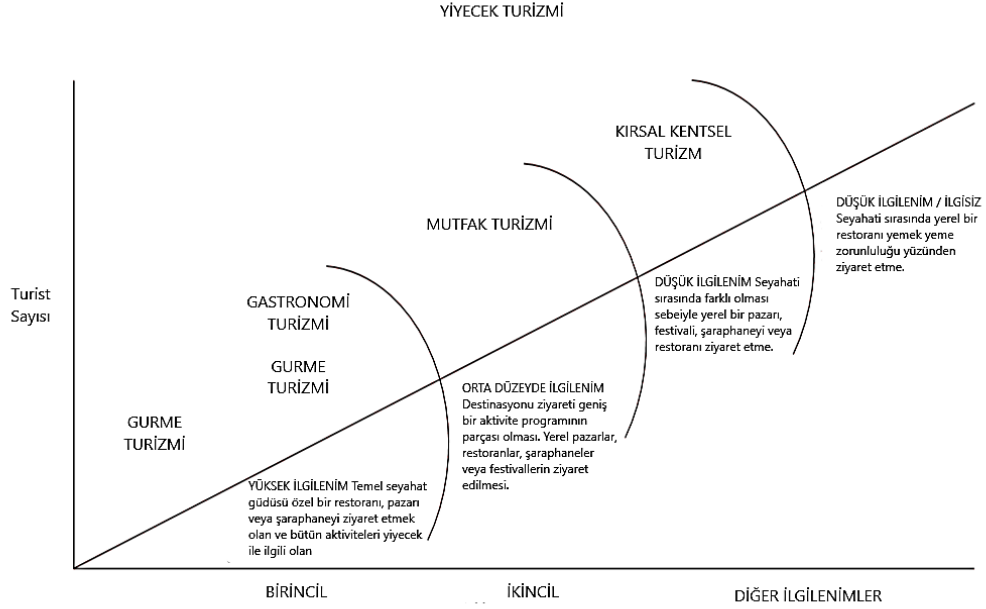 YİYECEK TURİZMİ
KIRSAL KENTSEL
TURİZM
MUTFAK TURİZMİ
DÜŞÜK İLGİLENİM / İLGİSİZ
Seyahati sırasında yerel bir
restoranı yemek yeme
zorunluluğu yüzünden
ziyaret etme.
Turist
Sayısı
GASTRONOMİ
TURİZMİ
GURME
TURİZMİ
DÜŞÜK İLGİLENİM Seyahati
sırasında farklı olması
sebeiyle yerel bir pazarı,
festivali, şaraphaneyi veya
restoranı ziyaret etme.
GURME
TURİZMİ
ORTA DÜZEYDE İLGİLENİM
Destinasyonu ziyareti geniş
bir aktivite programının
parçası olması. Yerel pazarlar,
restoranlar, şaraphaneler
veya festivallerin ziyaret
edilmesi.
YÜKSEK İLGİLENİM Temel seyahat
güdüsü özel bir restoranı, pazarı
veya şaraphaneyi ziyaret etmek
olan ve bütün aktiviteleri yiyecek
ile ilgili olan
BİRİNCİL
İKİNCİL
DİĞER İLGİLENİMLER